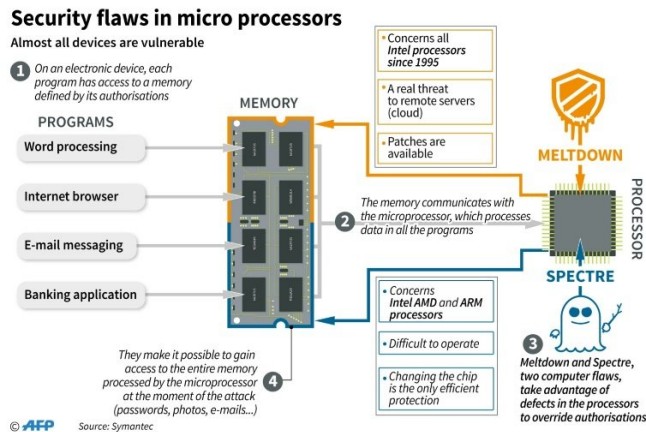 Security flaws in micro processors
Almost all devices are vulnerable
1
On an electronic device, each
program has access to a memory
defined by its authorisations
PROGRAMS
Word processing
Internet browser
E-mail messaging
Banking application
MEMORY
• Concerns all
Intel processors
since 1995
• A real threat
to remote servers
(cloud)
• Patches are
available
MELTDOWN
PROCESSOR
2
The memory communicates with
the microprocessor, which processes
data in all the programs
SPECTRE
• Concerns
Intel AMD and ARM
processors
• Difficult to operate
• Changing the chip
is the only efficient
protection
3
Meltdown and Spectre,
two computer flaws,
take advantage of
defects in the processors
to override authorisations
They make it possible to gain
access to the entire memory
processed by the microprocessor
at the moment of the attack
(passwords, photos, e-mails...)
4
© AFP
Source: Symantec